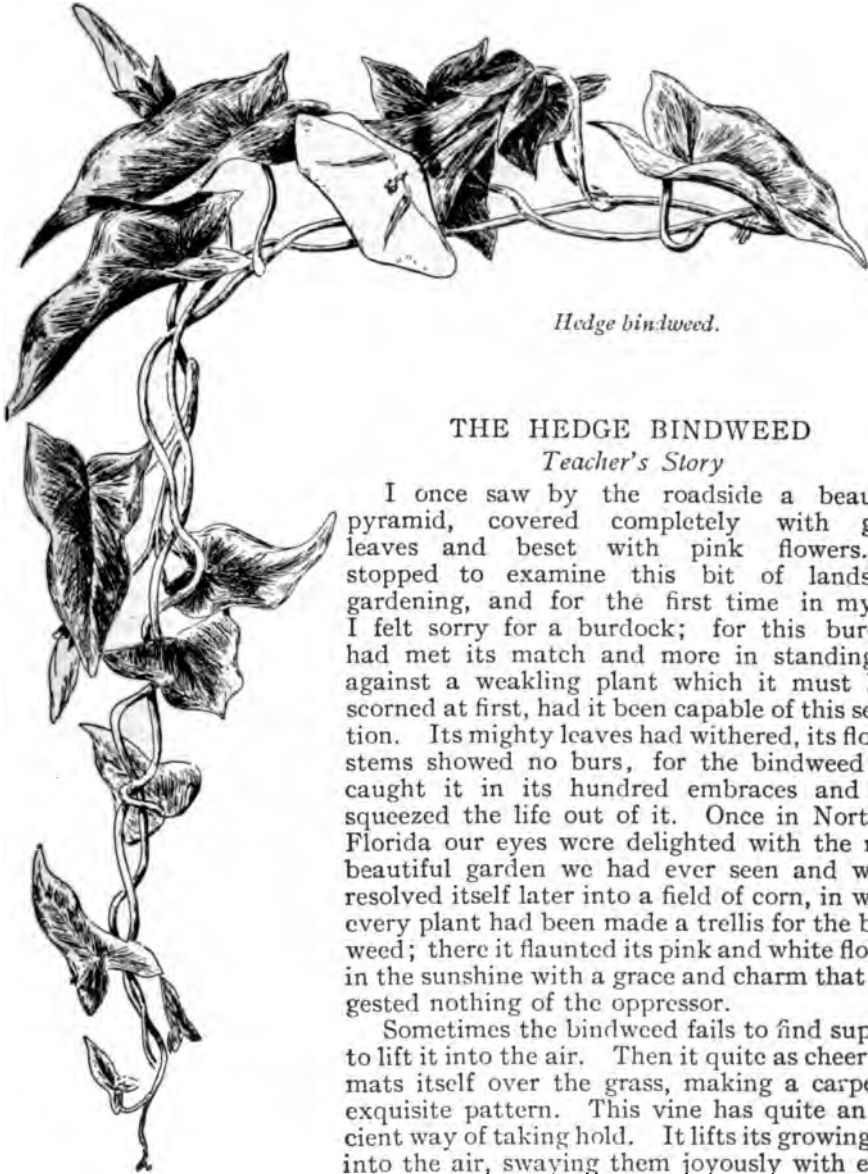 Hedge bindweed.
THE HEDGE BINDWEED
Teacher's Story
I once saw by the roadside a beau
pyramid, covered completely with g
leaves and beset with pink flowers.
stopped to examine this bit of lands
gardening, and for the first time in my
I felt sorry for a burdock; for this bur
had met its match and more in standing
against a weakling plant which it must
scorned at first, had it been capable of this se
tion. Its mighty leaves had withered, its flo
stems showed no burs, for the bindweed
caught it in its hundred embraces and
squeezed the life out of it. Once in Nort
Florida our eyes were delighted with the
beautiful garden we had ever seen and w
resolved itself later into a field of corn, in w
every plant had been made a trellis for the b
weed; there it flaunted its pink and white flo
in the sunshine with a grace and charm that
gested nothing of the oppressor.
Sometimes the bindweed fails to find sup
to lift it into the air. Then it quite as cheer
mats itself over the grass, making a carpe
exquisite pattern. This vine has quite an
cient way of taking hold. It lifts its growing
into the air, swaying them joyously with e